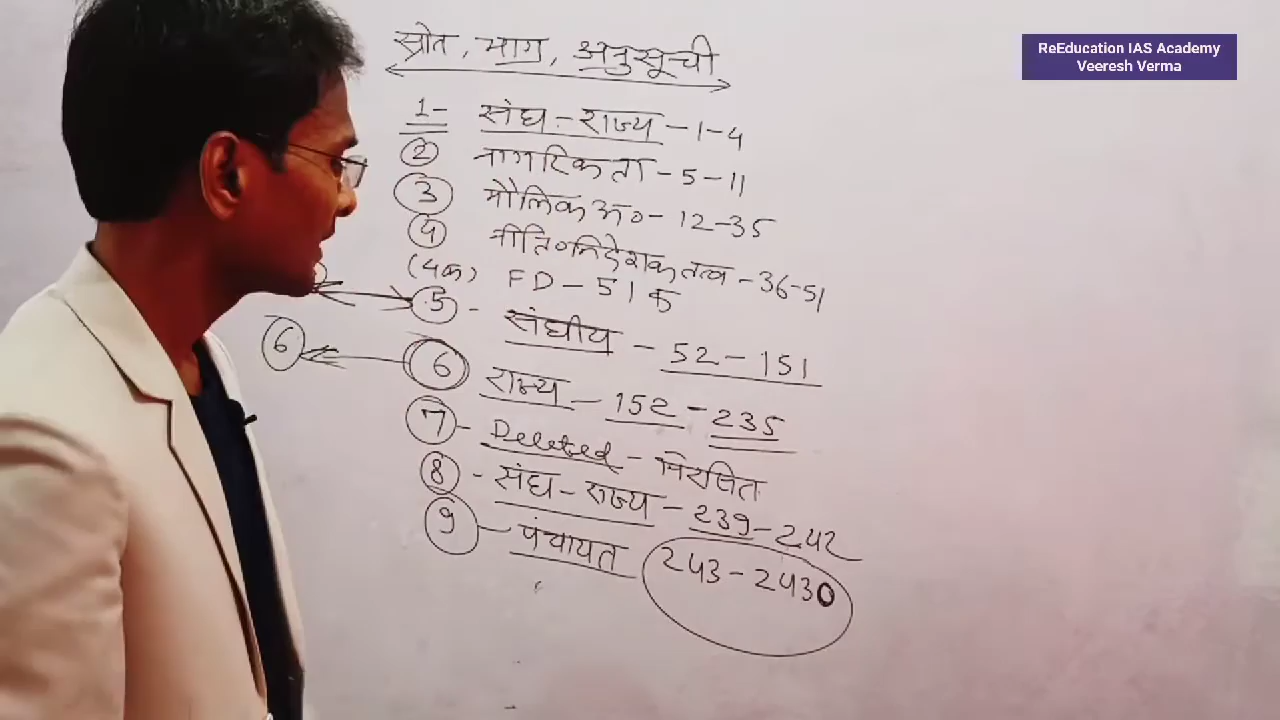 ReEducation IAS Academy
Veeresh Verma
स्रोत, भाग, अनुसूची
1- संघ - राज्य - 1-4
2 नागरिकता - 5-11
3 मौलिक अ० - 12-35
4 नीति०निदेशक तत्व - 36-51
(4क) FD - 51क
5 - संघीय - 52 - 151
6 6 राज्य - 152 - 235
7 - Deleted - निरसित
8 - संघ - राज्य - 239 - 242
9 - पंचायत 243 - 243O